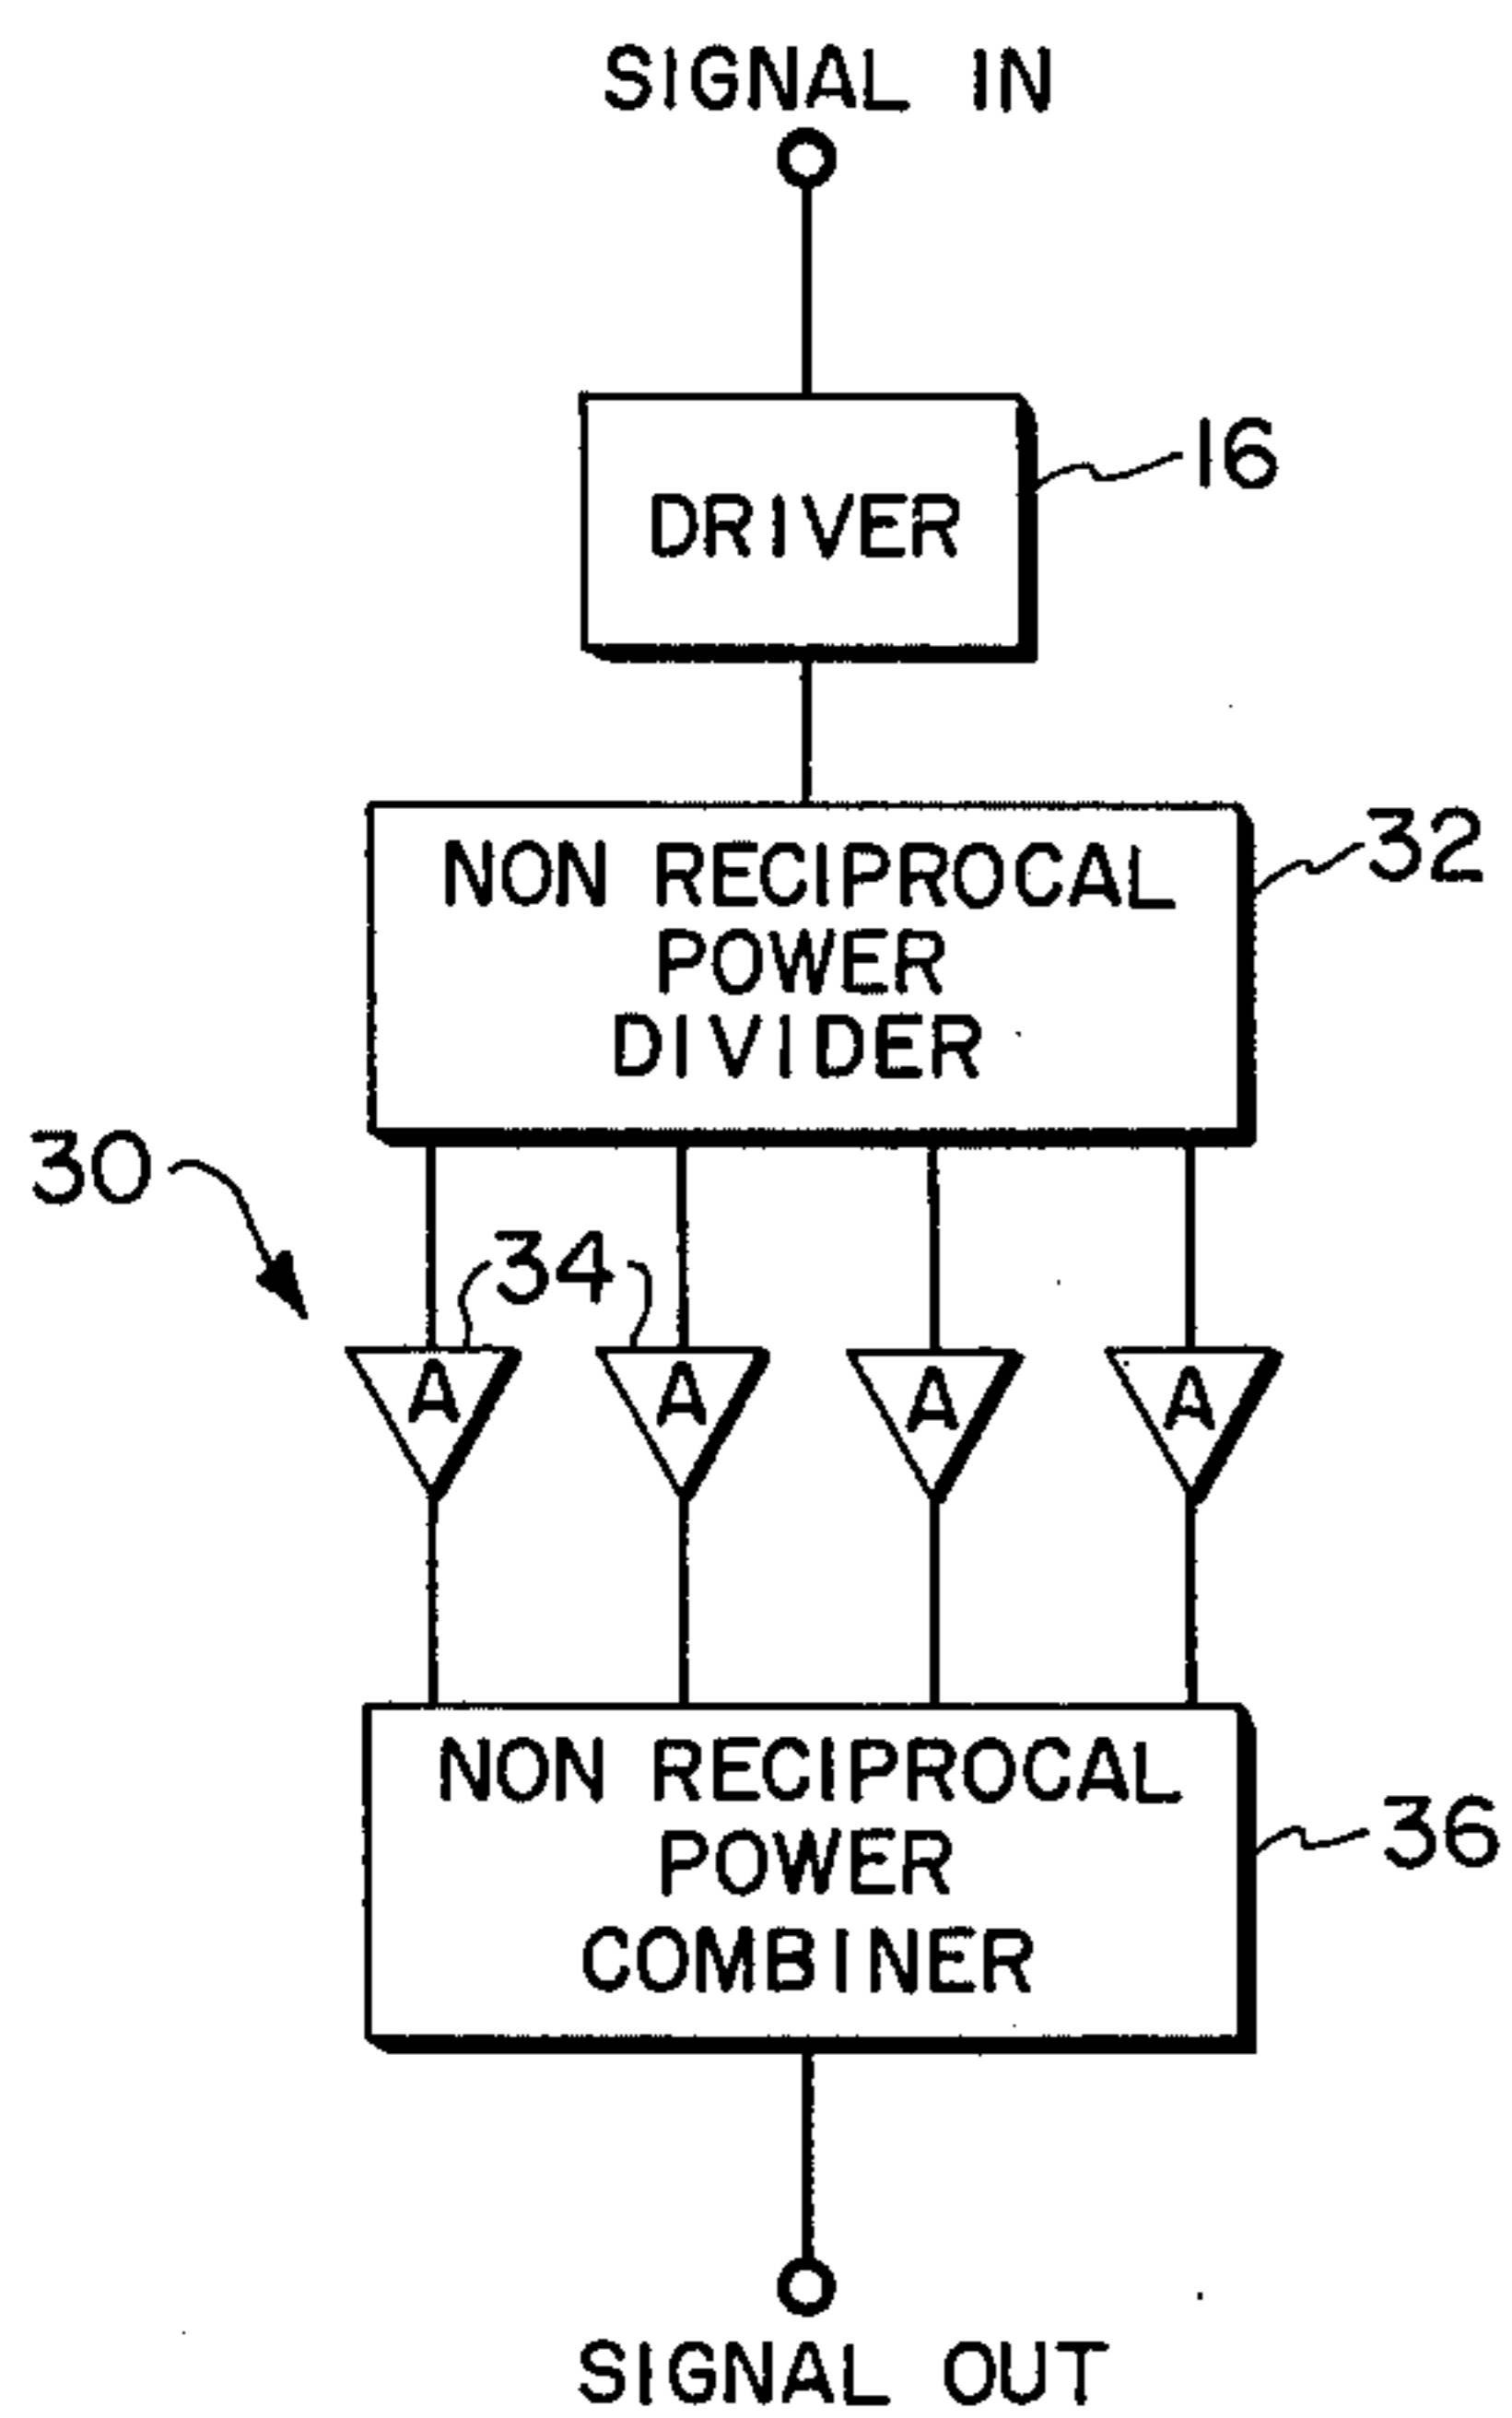 SIGNAL IN
DRIVER
16
NON RECIPROCAL
POWER
DIVIDER
32
30
34
A A A A
NON RECIPROCAL
POWER
COMBINER
36
SIGNAL OUT